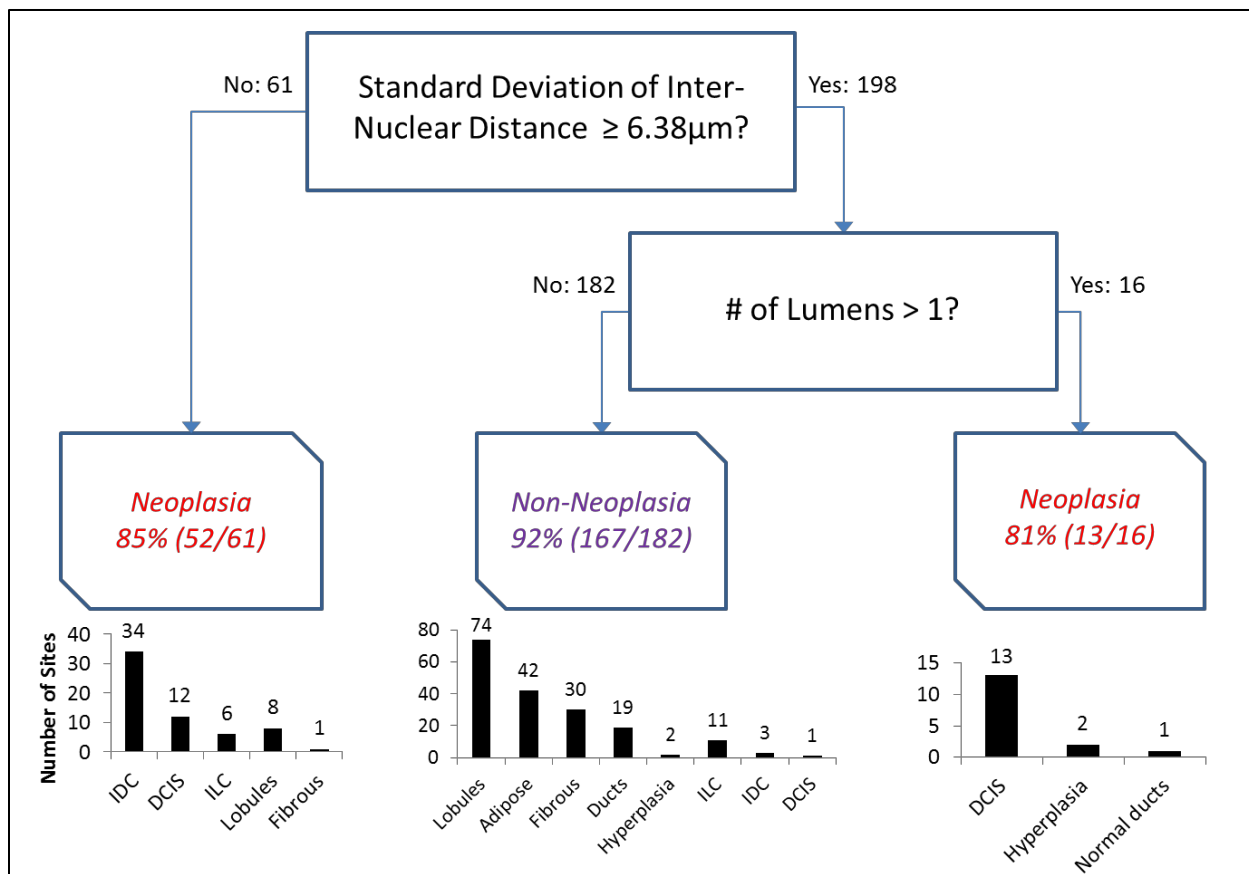 No: 61
Standard Deviation of Inter-
Nuclear Distance ≥ 6.38µm?
Yes: 198
No: 182
# of Lumens > 1?
Yes: 16
Neoplasia
85% (52/61)
Non-Neoplasia
92% (167/182)
Neoplasia
81% (13/16)
Number of Sites
40
30
20
10
0
34
12
6
8
1
IDC
DCIS
ILC
Lobules
Fibrous
80
60
40
20
0
74
42
30
19
2
11
3
1
Lobules
Adipose
Fibrous
Ducts
Hyperplasia
ILC
IDC
DCIS
15
10
5
0
13
2
1
DCIS
Hyperplasia
Normal ducts